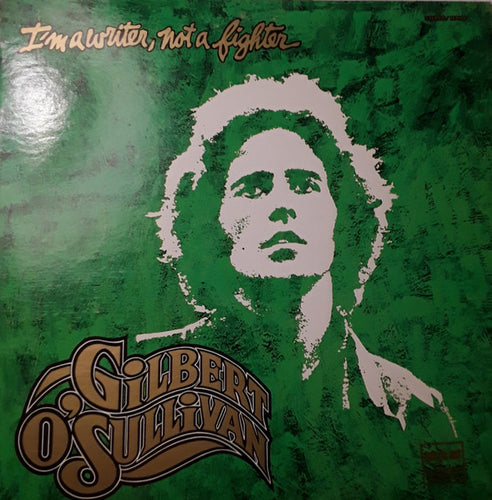 I'm a writer, not a fighter
GILBERT
O'SULLIVAN